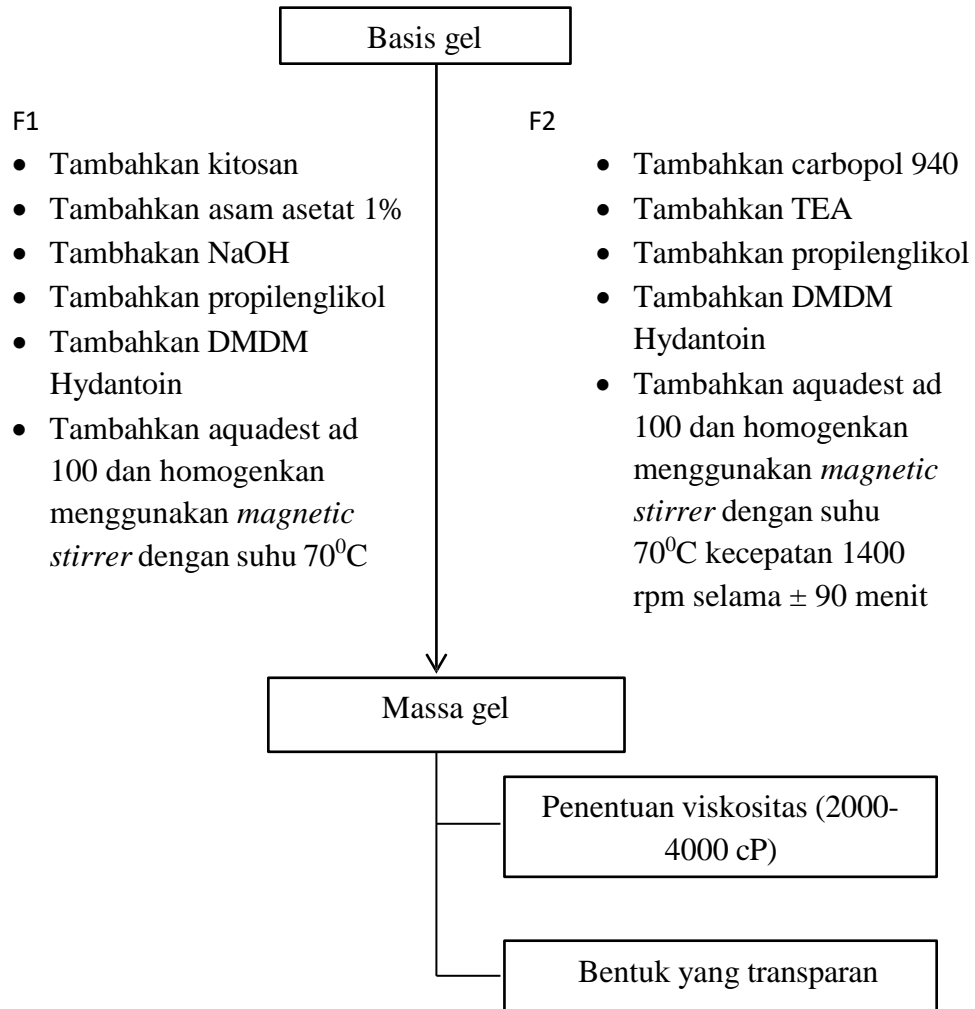 Basis gel
F1
• Tambahkan kitosan
• Tambahkan asam asetat 1%
• Tambhakan NaOH
• Tambahkan propilenglikol
• Tambahkan DMDM
Hydantoin
• Tambahkan aquadest ad
100 dan homogenkan
menggunakan magnetic
stirrer dengan suhu 70⁰C
F2
• Tambahkan carbopol 940
• Tambahkan TEA
• Tambahkan propilenglikol
• Tambahkan DMDM
Hydantoin
• Tambahkan aquadest ad
100 dan homogenkan
menggunakan magnetic
stirrer dengan suhu
70⁰C kecepatan 1400
rpm selama ± 90 menit
Massa gel
Penentuan viskositas (2000-
4000 cP)
Bentuk yang transparan